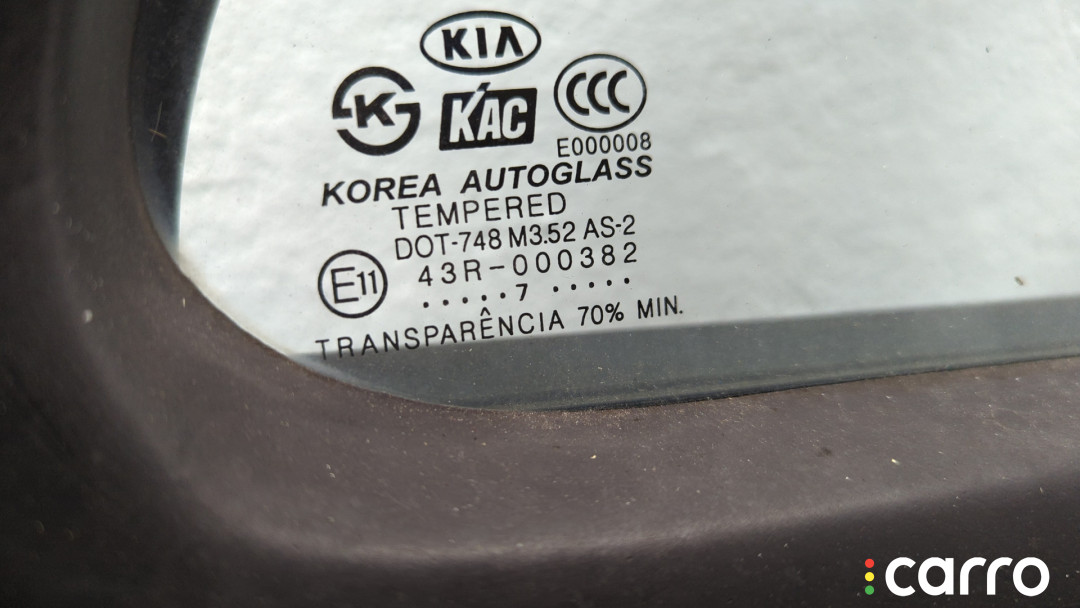 KIA
K
KAC
CCC
E000008
KOREA AUTOGLASS
TEMPERED
DOT-748 M3.52 AS-2
E11
43R-000382
.....7 .....
TRANSPARÊNCIA 70% MIN.
carro